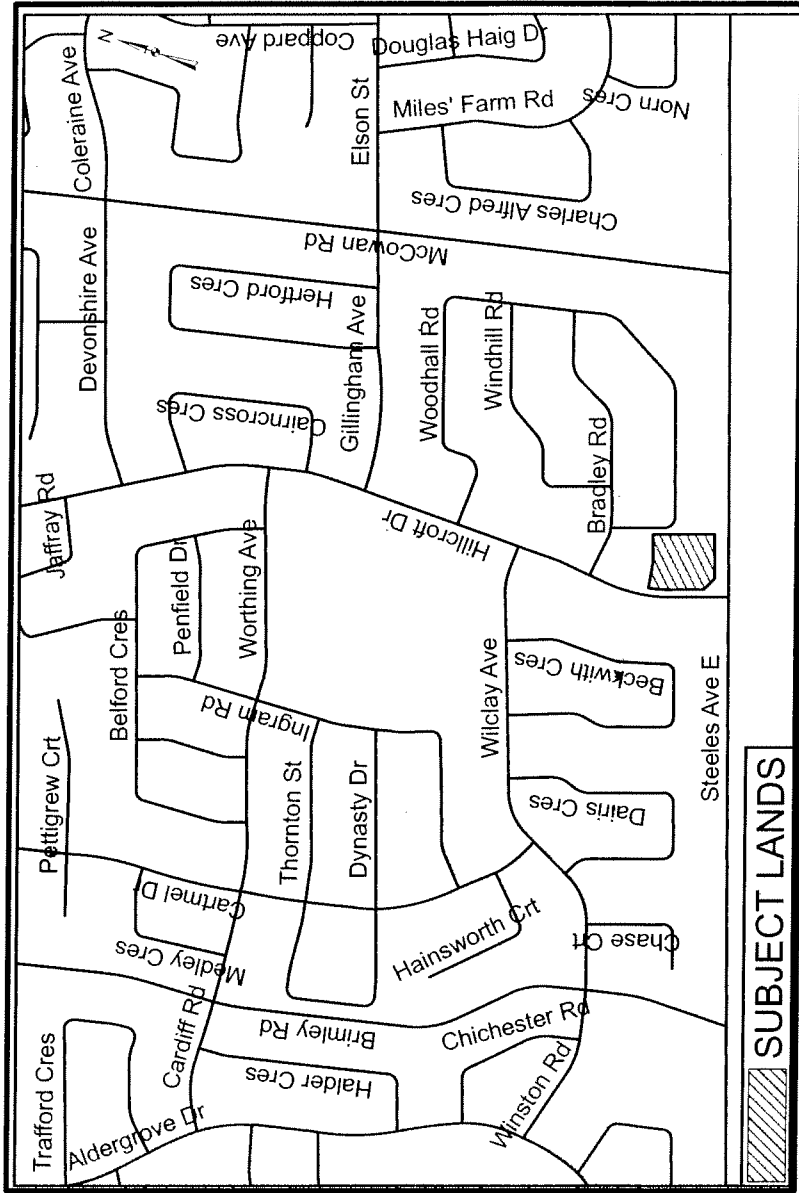 N
Coleraine Ave
Coppard Ave
Douglas Haig Dr
Elson St
Miles' Farm Rd
Norn Cres
Charles Alfred Cres
McCowan Rd
Devonshire Ave
Hertford Cres
Gillingham Ave
Woodhall Rd
Windhill Rd
Cairncross Cres
Bradley Rd
Jaffray Rd
Hillcroft Dr
Penfield Dr
Worthing Ave
Belford Cres
Ingram Rd
Wilclay Ave
Beckwith Cres
Steeles Ave E
Pettigrew Crt
Thornton St
Dynasty Dr
Dairis Cres
Cartmel Dr
Medley Cres
Hainsworth Crt
Chase Crt
Cardiff Rd
Brimley Rd
Chichester Rd
Trafford Cres
Aldergrove Dr
Halder Cres
Winston Rd
SUBJECT LANDS